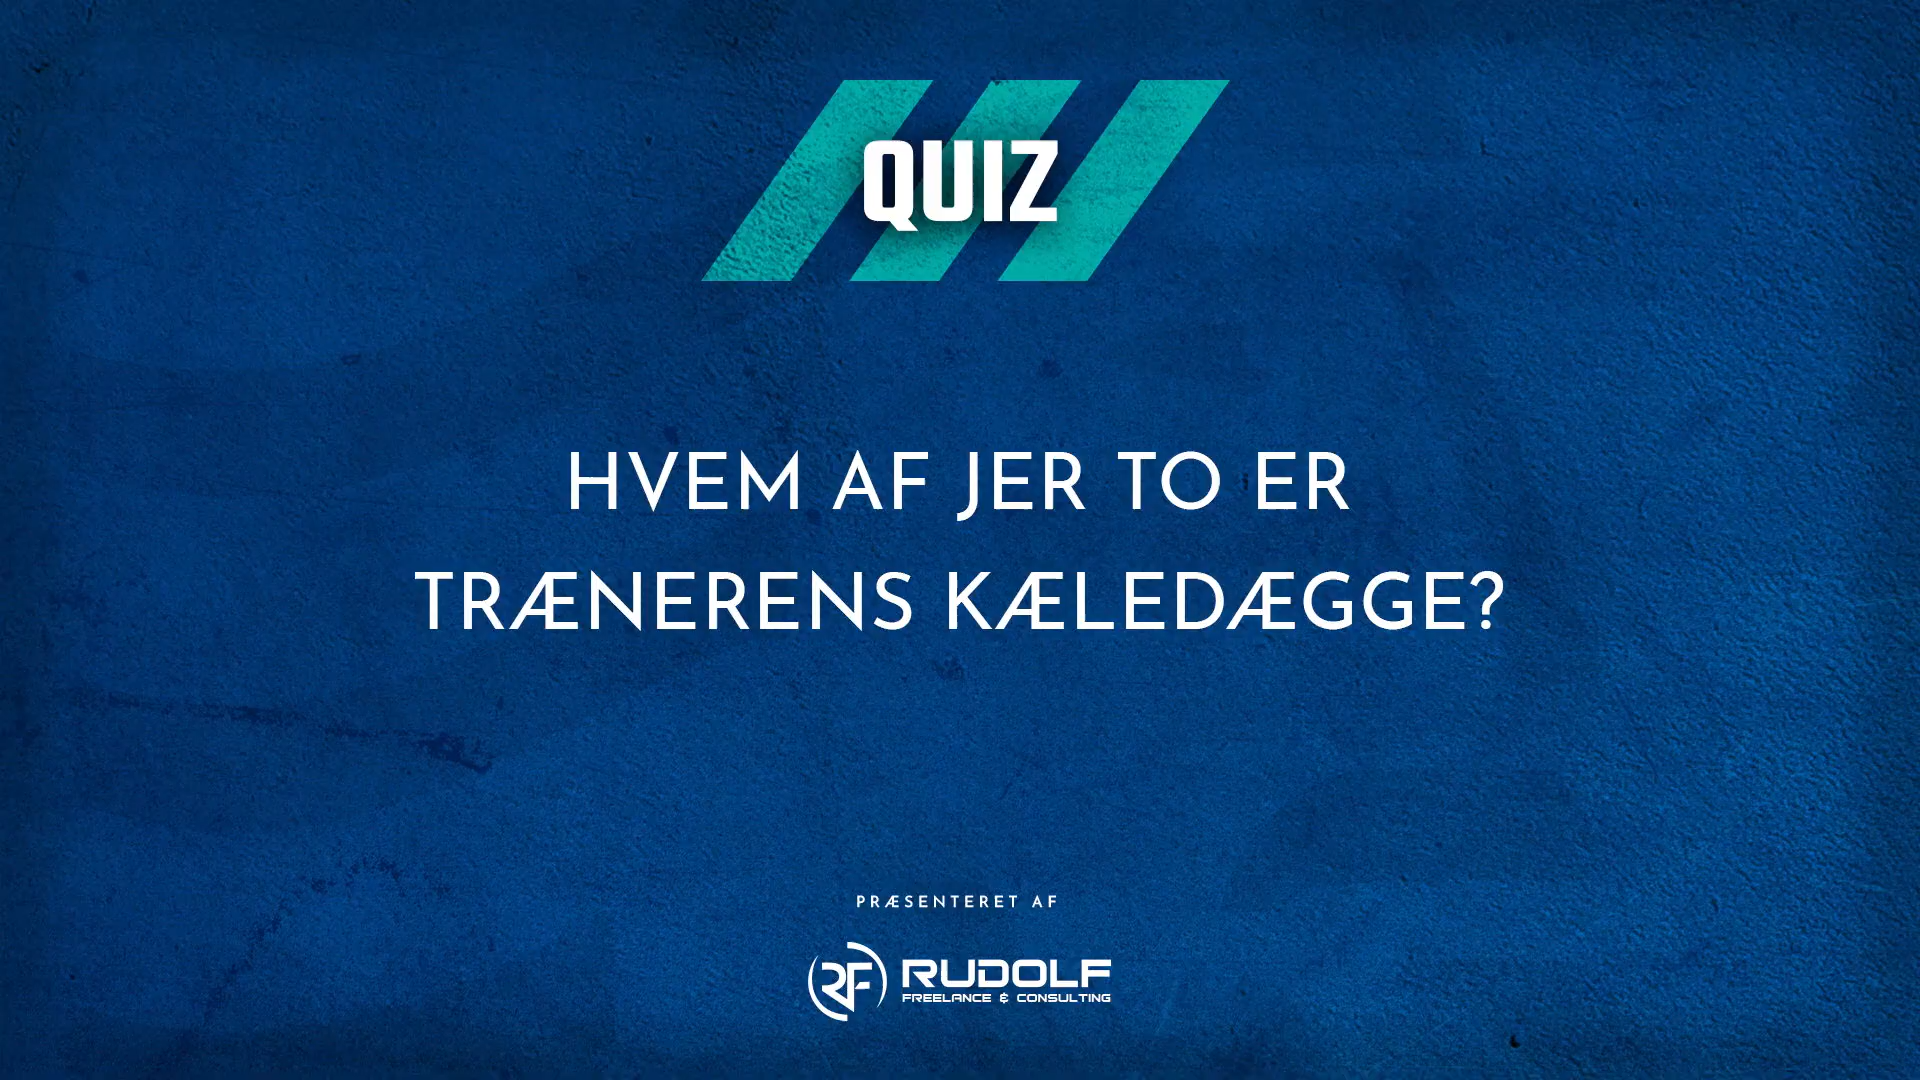 QUIZ
HVEM AF JER TO ER
TRÆNERENS KÆLEDÆGGE?
PRÆSENTERET AF
RF
RUDOLF
FREELANCE & CONSULTING